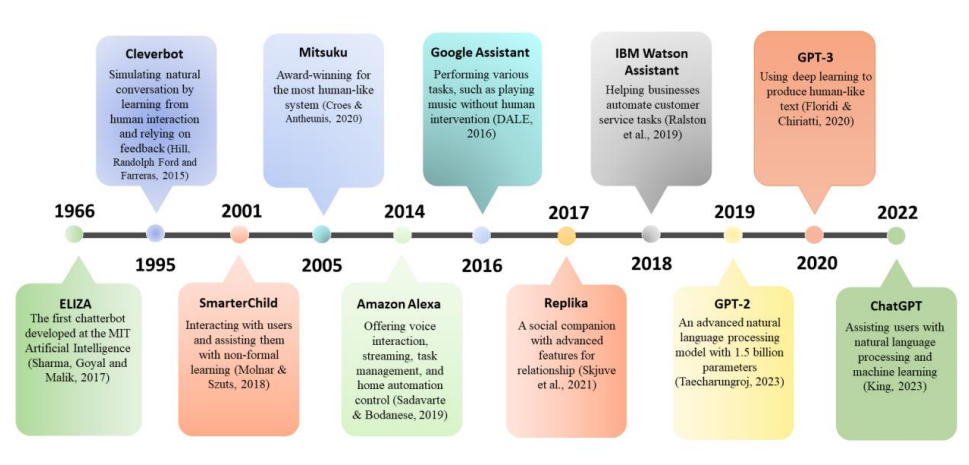 Cleverbot
Simulating natural
conversation by
learning from
human interaction
and relying on
feedback (Hill,
Randolph Ford and
Farreras, 2015)
Mitsuku
Award-winning for
the most human-like
system (Croes &
Antheunis, 2020)
Google Assistant
Performing various
tasks, such as playing
music without human
intervention (DALE,
2016)
IBM Watson
Assistant
Helping businesses
automate customer
service tasks (Ralston
et al., 2019)
GPT-3
Using deep learning to
produce human-like
text (Floridi &
Chiriatti, 2020)
1966
2001
2014
2017
2019
2022
1995
2005
2016
2018
2020
ELIZA
The first chatterbot
developed at the MIT
Artificial Intelligence
(Sharma, Goyal and
Malik, 2017)
SmarterChild
Interacting with users
and assisting them
with non-formal
learning (Molnar &
Szuts, 2018)
Amazon Alexa
Offering voice
interaction,
streaming, task
management, and
home automation
control (Sadavarte
& Bodanese, 2019)
Replika
A social companion
with advanced
features for
relationship (Skjuve
et al., 2021)
GPT-2
An advanced natural
language processing
model with 1.5 billion
parameters
(Taecharungroj, 2023)
ChatGPT
Assisting users with
natural language
processing and
machine learning
(King, 2023)